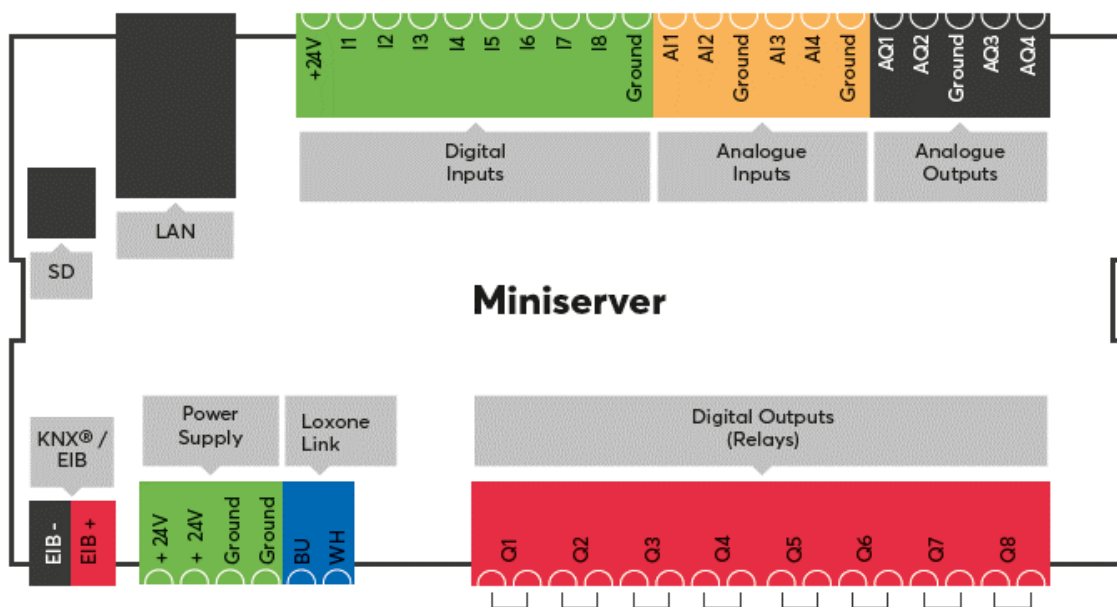 +24V
I1
I2
I3
I4
I5
I6
I7
I8
Ground
AI1
AI2
Ground
AI3
AI4
Ground
AQ1
AQ2
Ground
AQ3
AQ4
Digital
Inputs
Analogue
Inputs
Analogue
Outputs
LAN
SD
Miniserver
KNX® /
EIB
Power
Supply
Loxone
Link
Digital Outputs
(Relays)
EIB -
EIB +
+ 24V
+ 24V
Ground
Ground
BU
WH
Q1
Q2
Q3
Q4
Q5
Q6
Q7
Q8